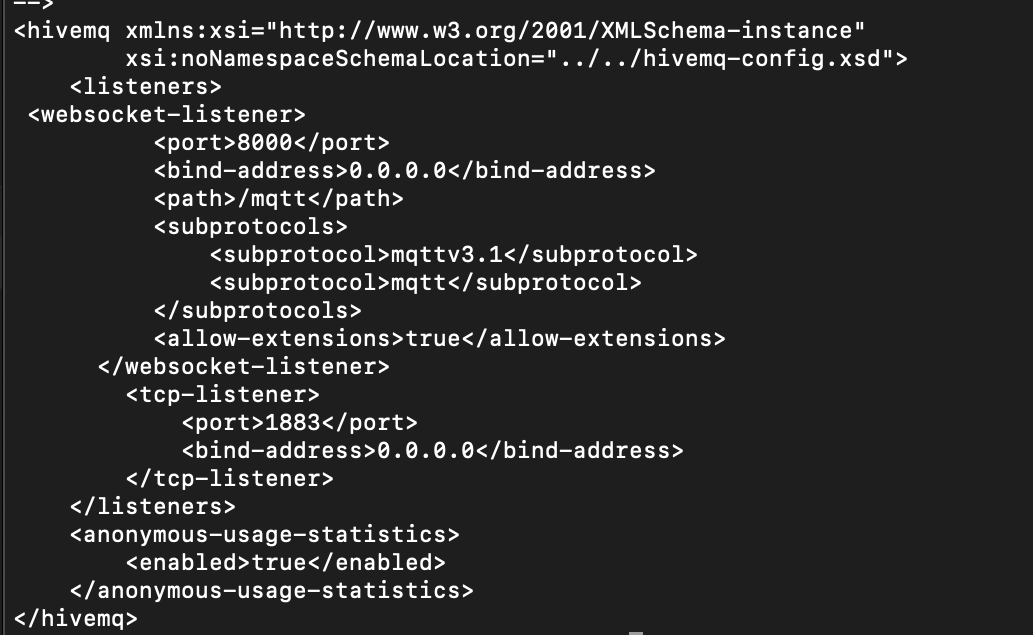 -->
<hivemq xmlns:xsi="http://www.w3.org/2001/XMLSchema-instance"
        xsi:noNamespaceSchemaLocation="../../hivemq-config.xsd">
    <listeners>
 <websocket-listener>
          <port>8000</port>
          <bind-address>0.0.0.0</bind-address>
          <path>/mqtt</path>
          <subprotocols>
              <subprotocol>mqttv3.1</subprotocol>
              <subprotocol>mqtt</subprotocol>
          </subprotocols>
          <allow-extensions>true</allow-extensions>
      </websocket-listener>
        <tcp-listener>
            <port>1883</port>
            <bind-address>0.0.0.0</bind-address>
        </tcp-listener>
    </listeners>
    <anonymous-usage-statistics>
        <enabled>true</enabled>
    </anonymous-usage-statistics>
</hivemq>